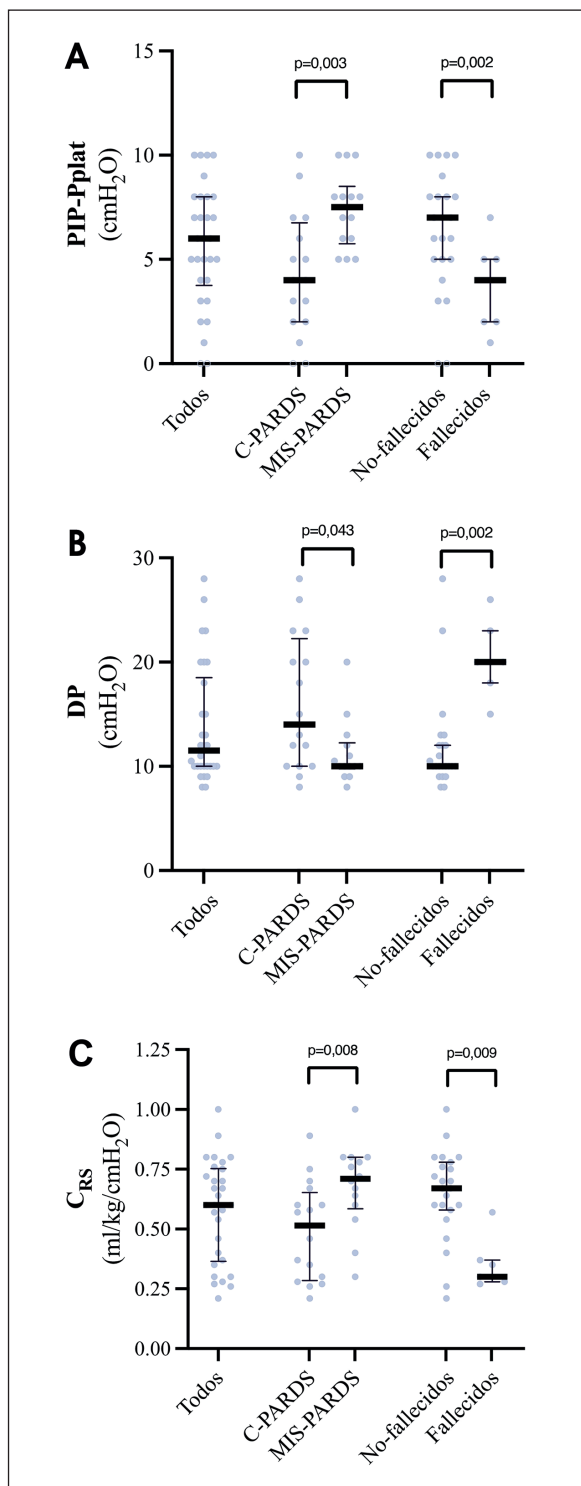 A
PIP-Pplat
(cmH2O)
15
10
5
0
p=0,003
p=0,002
Todos
C-PARDS
MIS-PARDS
No-fallecidos
Fallecidos
B
DP
(cmH2O)
30
20
10
0
p=0,043
p=0,002
Todos
C-PARDS
MIS-PARDS
No-fallecidos
Fallecidos
C
CRS
(ml/kg/cmH2O)
1.25
1.00
0.75
0.50
0.25
0.00
p=0,008
p=0,009
Todos
C-PARDS
MIS-PARDS
No-fallecidos
Fallecidos